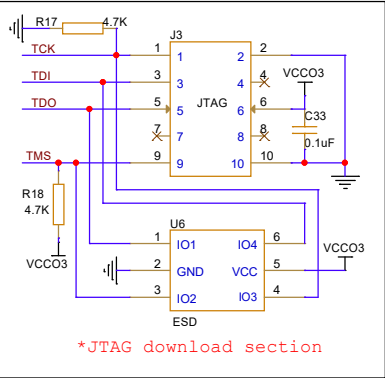 R17 4.7K
J3
TCK 1 1 2 2
VCCO3
TDI 3 3 4 4
TDO 5 5 JTAG 6 6
C33
7 7 8 8
0.1uF
TMS 9 9 10 10
R18
4.7K
U6
VCCO3
1 IO1 IO4 6
VCCO3
2 GND VCC 5
3 IO2 IO3 4
ESD
*JTAG download section